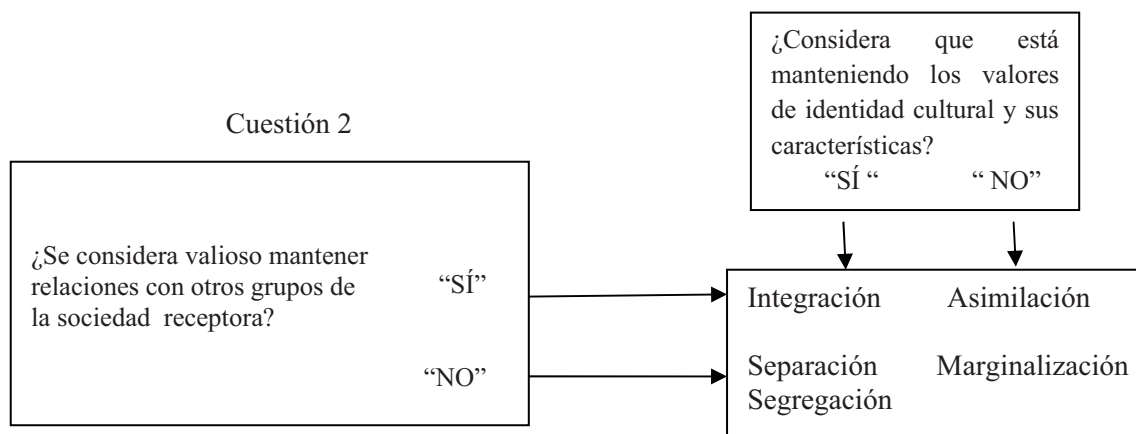 ¿Considera que está
manteniendo los valores
de identidad cultural y sus
características?
“SÍ “ “ NO”
Cuestión 2
¿Se considera valioso mantener
relaciones con otros grupos de
la sociedad receptora?
“SÍ”
“NO”
Integración Asimilación
Separación Marginalización
Segregación